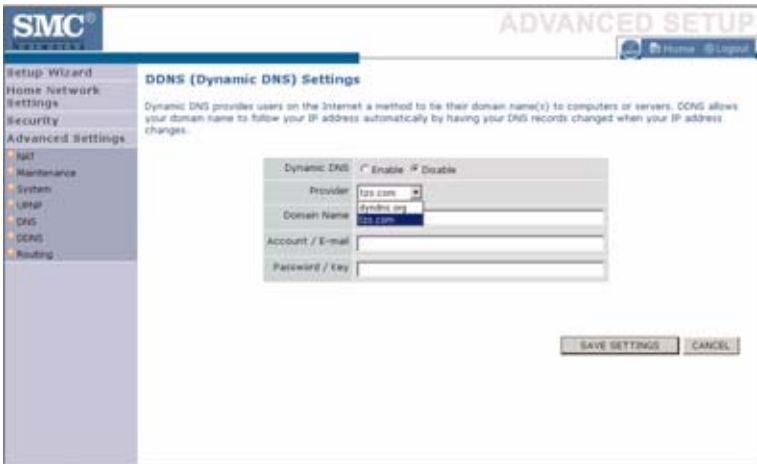 SMC®
Networks
ADVANCED SETUP
Home Logout
Setup Wizard
Home Network Settings
Security
Advanced Settings
NAT
Maintenance
System
UPNP
DNS
DDNS
Routing
DDNS (Dynamic DNS) Settings
Dynamic DNS provides users on the Internet a method to tie their domain name(s) to computers or servers. DDNS allows
your domain name to follow your IP address automatically by having your DNS records changed when your IP address
changes.
Dynamic DNS Enable Disable
Provider tzo.com
dyndns.org
tzo.com
Domain Name
Account / E-mail
Password / Key
SAVE SETTINGS CANCEL